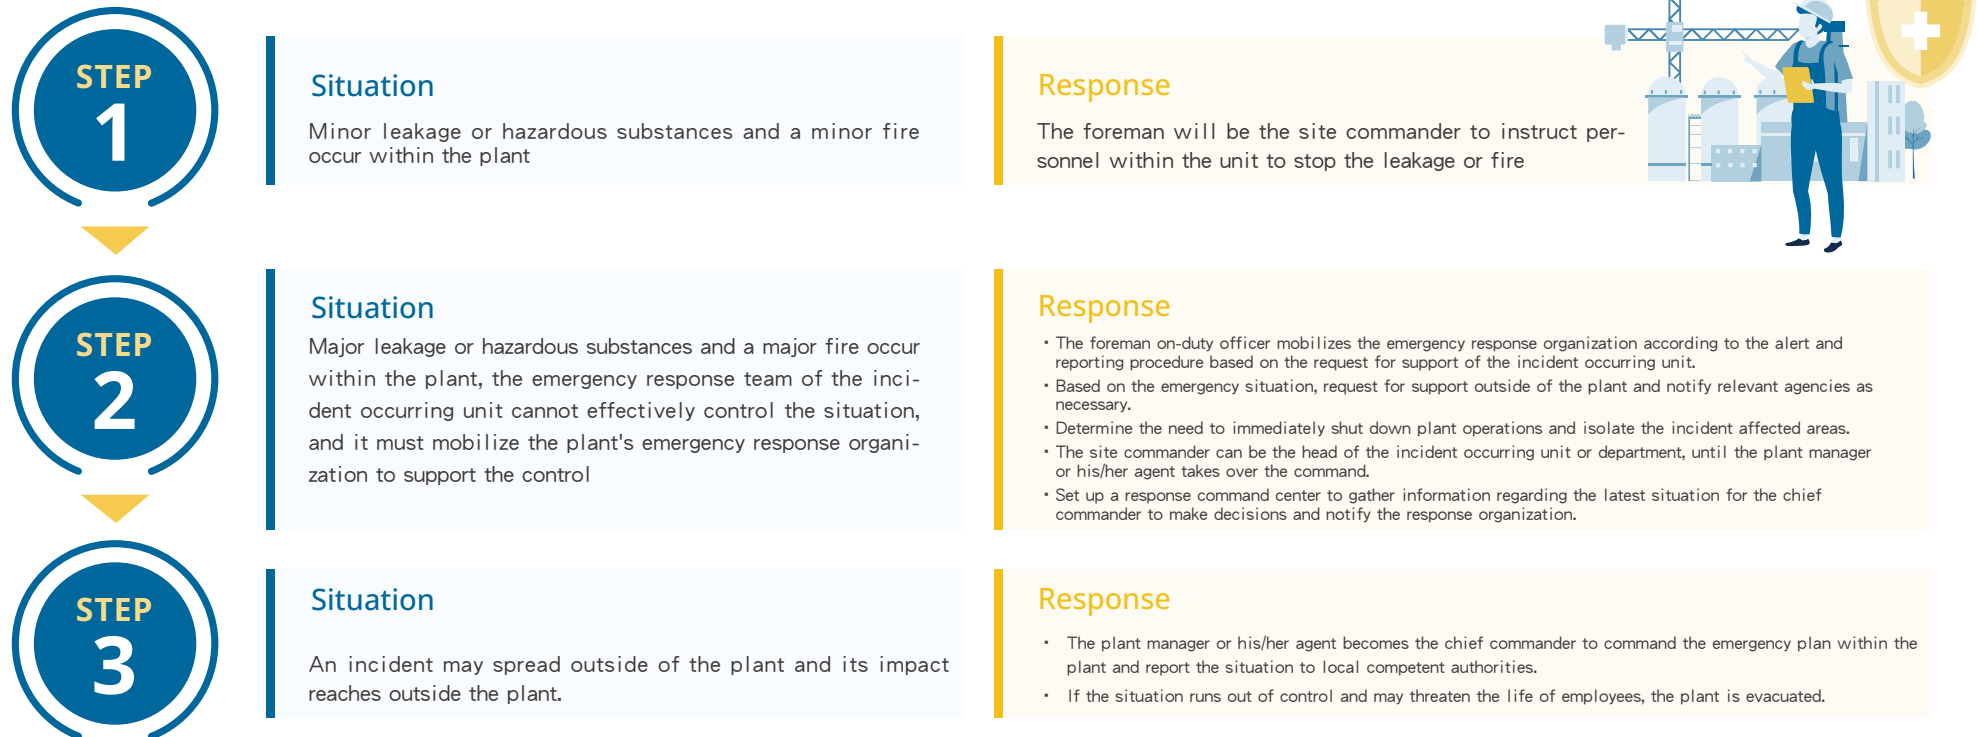 STEP
1
Situation
Minor leakage or hazardous substances and a minor fire
occur within the plant
Response
The foreman will be the site commander to instruct per-
sonnel within the unit to stop the leakage or fire
STEP
2
Situation
Major leakage or hazardous substances and a major fire occur
within the plant, the emergency response team of the inci-
dent occurring unit cannot effectively control the situation,
and it must mobilize the plant's emergency response organi-
zation to support the control
Response
・The foreman on-duty officer mobilizes the emergency response organization according to the alert and
reporting procedure based on the request for support of the incident occurring unit.
・Based on the emergency situation, request for support outside of the plant and notify relevant agencies as
necessary.
・Determine the need to immediately shut down plant operations and isolate the incident affected areas.
・The site commander can be the head of the incident occurring unit or department, until the plant manager
or his/her agent takes over the command.
・Set up a response command center to gather information regarding the latest situation for the chief
commander to make decisions and notify the response organization.
STEP
3
Situation
An incident may spread outside of the plant and its impact
reaches outside the plant.
Response
・ The plant manager or his/her agent becomes the chief commander to command the emergency plan within the
plant and report the situation to local competent authorities.
・ If the situation runs out of control and may threaten the life of employees, the plant is evacuated.